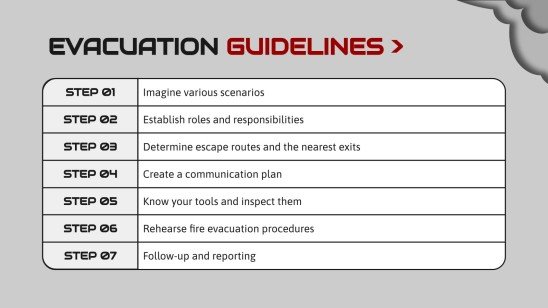 EVACUATION GUIDELINES >
STEP 01 Imagine various scenarios
STEP 02 Establish roles and responsibilities
STEP 03 Determine escape routes and the nearest exits
STEP 04 Create a communication plan
STEP 05 Know your tools and inspect them
STEP 06 Rehearse fire evacuation procedures
STEP 07 Follow-up and reporting